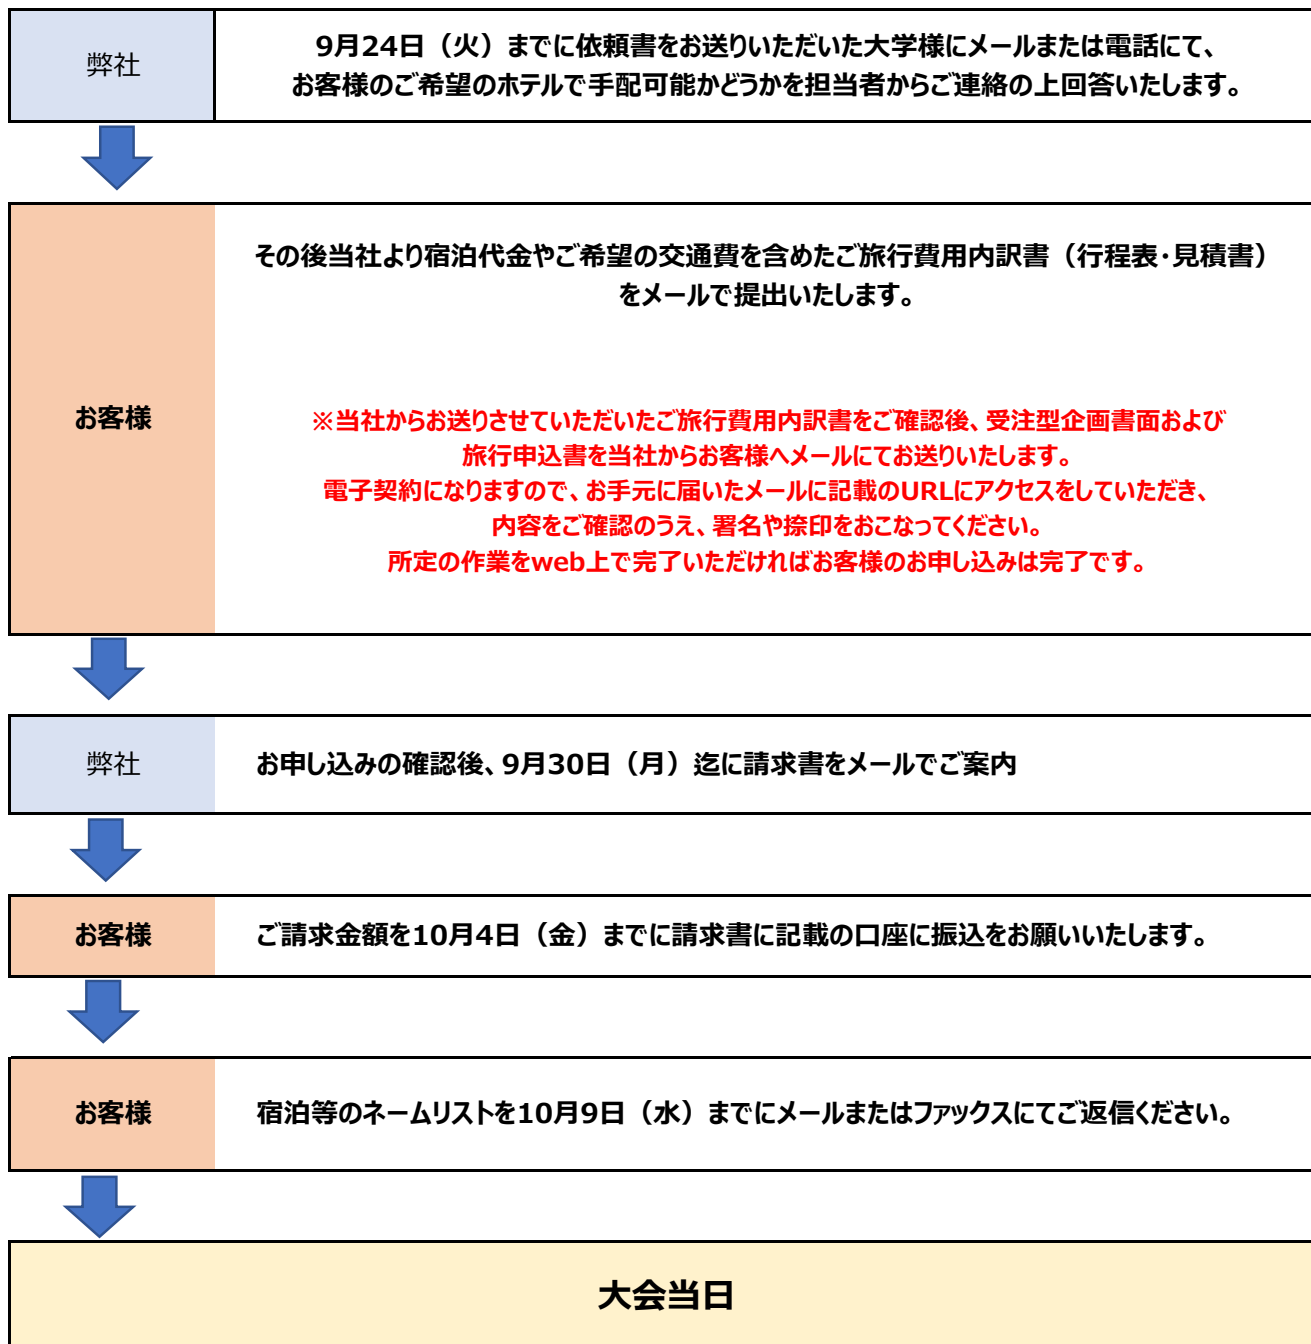 弊社
9月24日（火）までに依頼書をお送りいただいた大学様にメールまたは電話にて、
お客様のご希望のホテルで手配可能かどうかを担当者からご連絡の上回答いたします。
お客様
その後当社より宿泊代金やご希望の交通費を含めたご旅行費用内訳書（行程表・見積書）
をメールで提出いたします。
※当社からお送りさせていただいたご旅行費用内訳書をご確認後、受注型企画書面および
旅行申込書を当社からお客様へメールにてお送りいたします。
電子契約になりますので、お手元に届いたメールに記載のURLにアクセスをしていただき、
内容をご確認のうえ、署名や捺印をおこなってください。
所定の作業をweb上で完了いただければお客様のお申し込みは完了です。
弊社
お申し込みの確認後、9月30日（月）迄に請求書をメールでご案内
お客様
ご請求金額を10月4日（金）までに請求書に記載の口座に振込をお願いいたします。
お客様
宿泊等のネームリストを10月9日（水）までにメールまたはファックスにてご返信ください。
大会当日